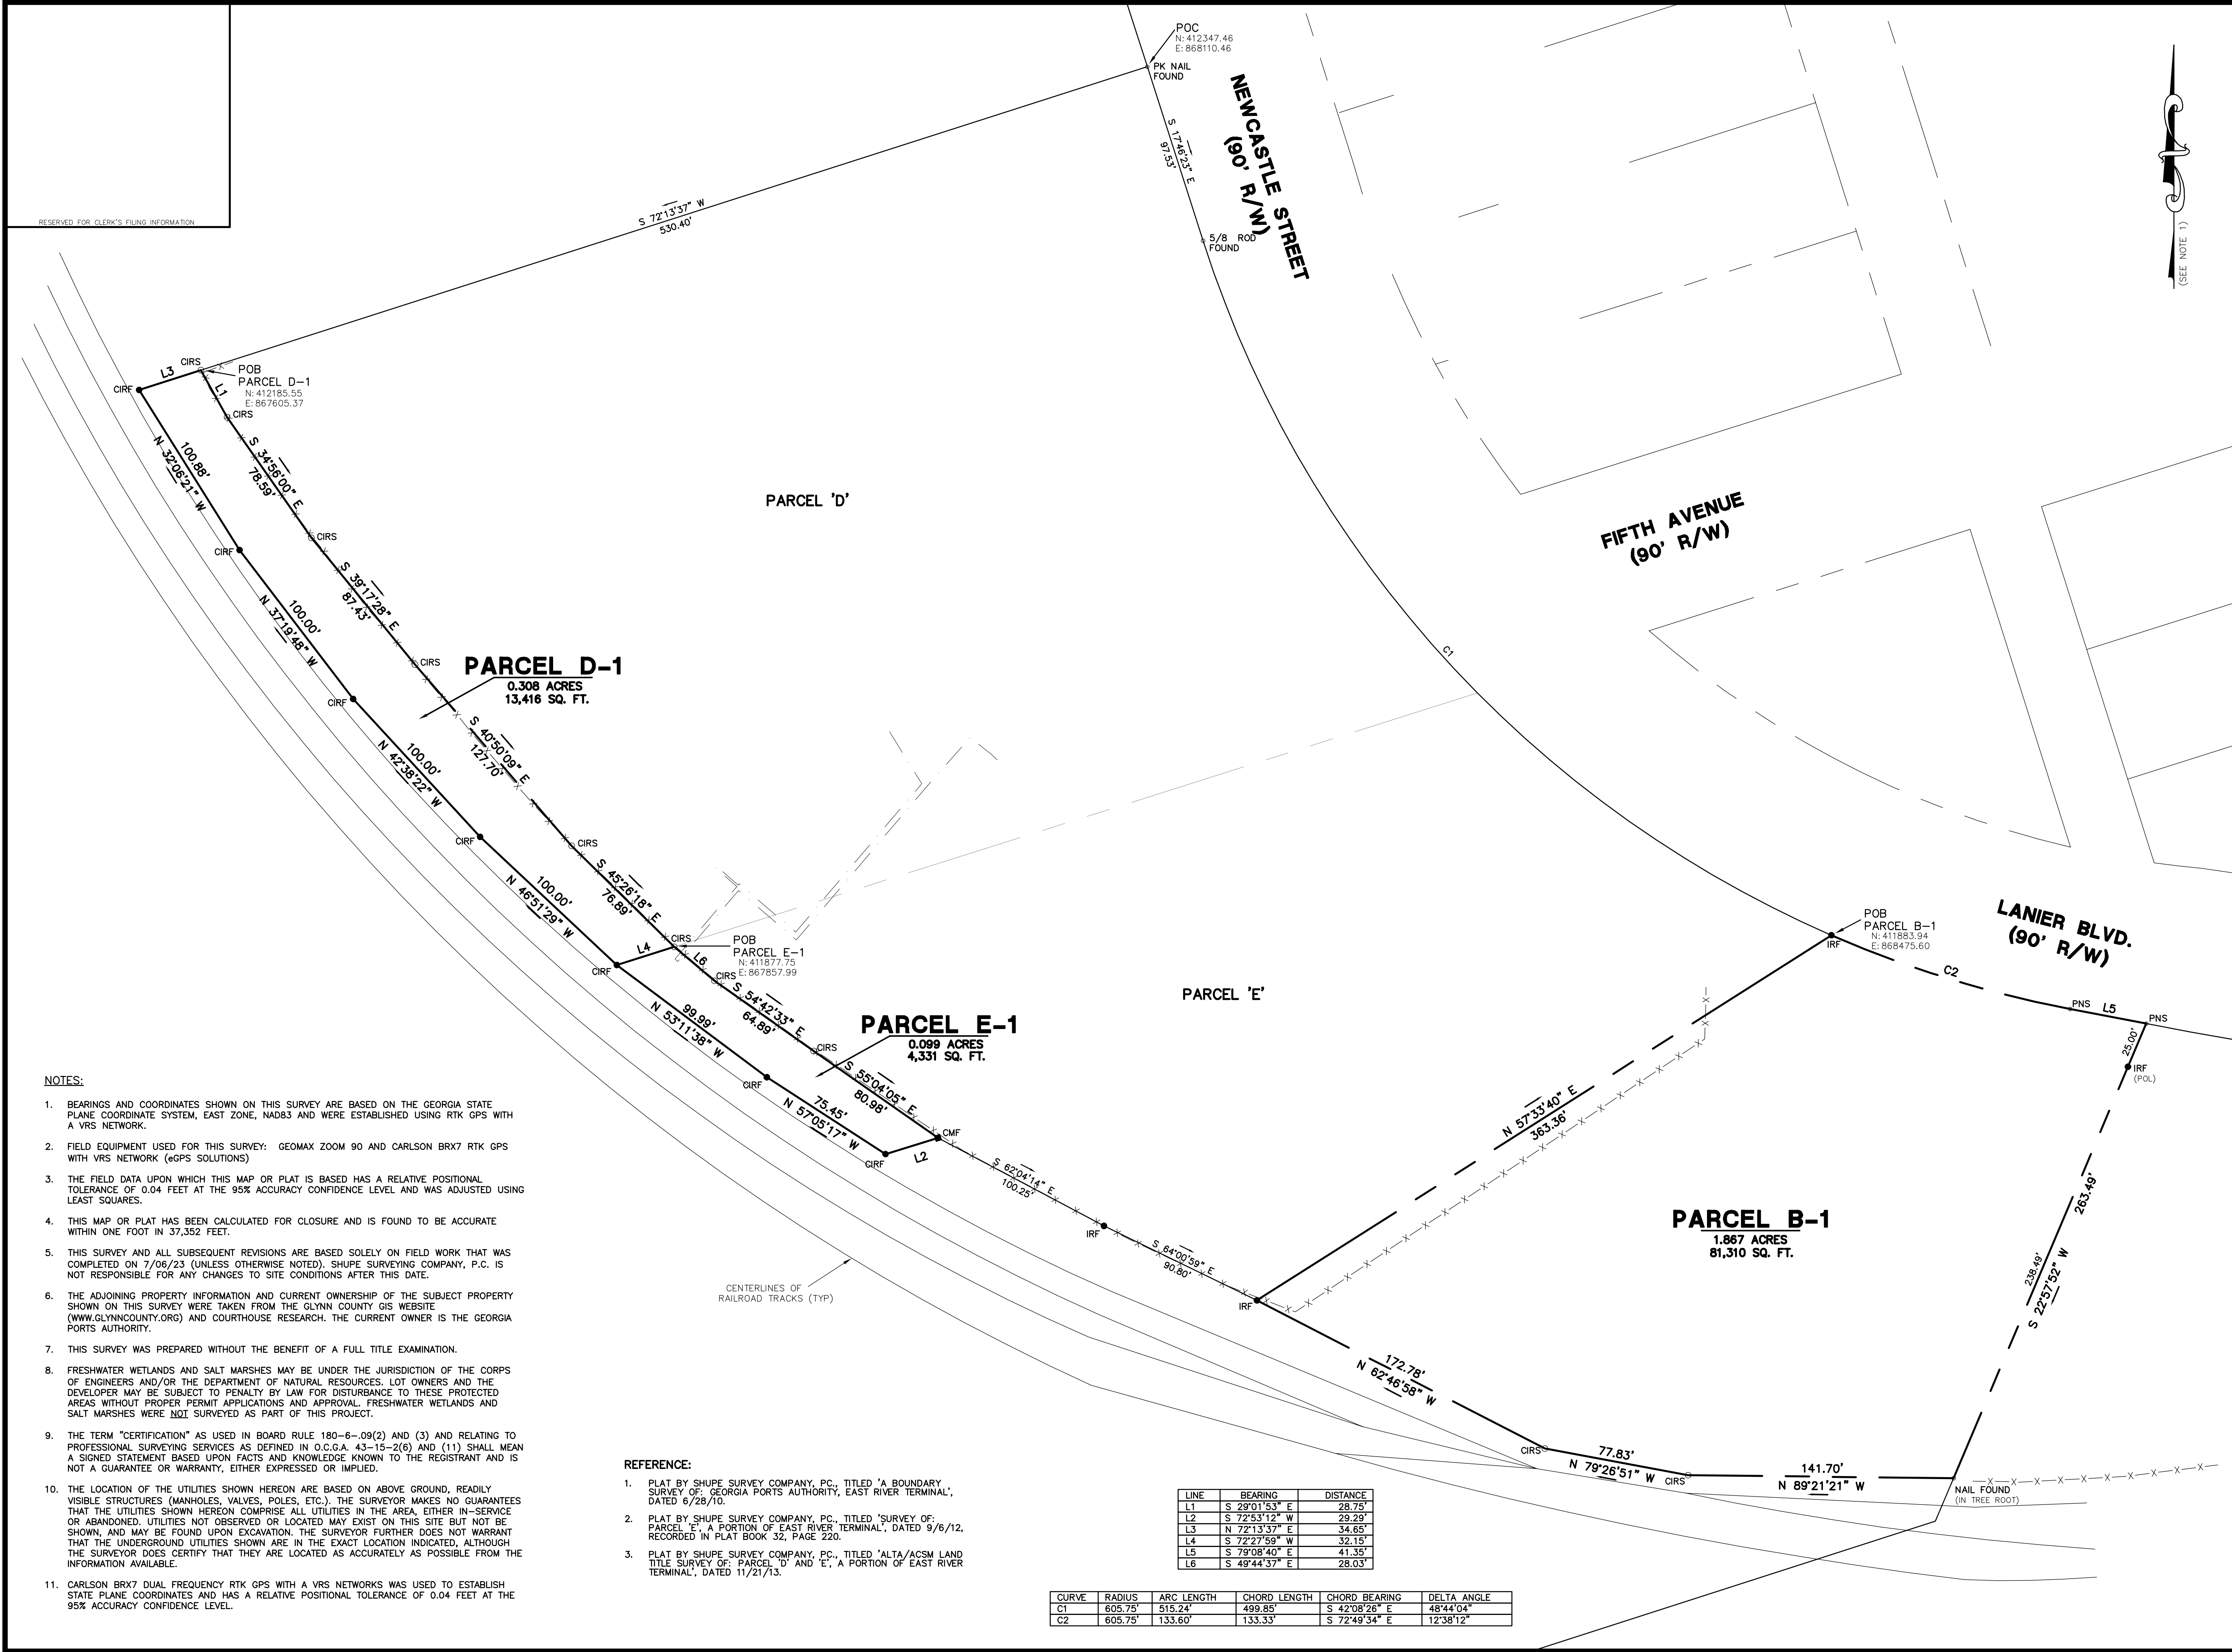 RESERVED FOR CLERK'S FILING INFORMATION
POC
N: 412347.46
E: 868110.46
PK NAIL
FOUND
S 17°46'23" E
97.53'
NEWCASTLE STREET
(90' R/W)
5/8 ROD
FOUND
(SEE NOTE 1)
S 72°13'37" W
530.40'
CIRS
L3
CIRF
L1
POB
PARCEL D-1
N: 412185.55
E: 867605.37
CIRS
100.88'
N 32°06'21" W
S 34°56'00" E
78.59'
PARCEL 'D'
FIFTH AVENUE
(90' R/W)
CIRF
CIRS
S 39°17'28" E
87.43'
100.00'
N 37°19'48" W
C1
CIRS
PARCEL D-1
0.308 ACRES
13,416 SQ. FT.
CIRF
S 40°50'09" E
127.70'
100.00'
N 42°38'22" W
CIRF
CIRS
S 45°26'18" E
76.89'
100.00'
N 46°51'29" W
CIRS
L4
CIRF
L6
POB
PARCEL E-1
N: 411877.75
E: 867857.99
CIRS
POB
PARCEL B-1
N: 411883.94
E: 868475.60
IRF
LANIER BLVD.
(90' R/W)
C2
PNS
L5
PNS
25.00'
IRF
(POL)
PARCEL 'E'
S 54°42'33" E
64.89'
99.99'
N 53°11'38" W
PARCEL E-1
0.099 ACRES
4,331 SQ. FT.
CIRS
CIRF
S 55°04'05" E
80.98'
75.45'
N 57°05'17" W
CMF
L2
CIRF
S 62°04'14" E
100.25'
IRF
S 64°00'59" E
90.80'
IRF
N 57°33'40" E
363.36'
PARCEL B-1
1.867 ACRES
81,310 SQ. FT.
263.49'
238.49'
S 22°57'52" W
CENTERLINES OF
RAILROAD TRACKS (TYP)
172.78'
N 62°46'58" W
CIRS
77.83'
N 79°26'51" W
CIRS
141.70'
N 89°21'21" W
NAIL FOUND
(IN TREE ROOT)
NOTES:
1. BEARINGS AND COORDINATES SHOWN ON THIS SURVEY ARE BASED ON THE GEORGIA STATE
PLANE COORDINATE SYSTEM, EAST ZONE, NAD83 AND WERE ESTABLISHED USING RTK GPS WITH
A VRS NETWORK.
2. FIELD EQUIPMENT USED FOR THIS SURVEY: GEOMAX ZOOM 90 AND CARLSON BRX7 RTK GPS
WITH VRS NETWORK (eGPS SOLUTIONS)
3. THE FIELD DATA UPON WHICH THIS MAP OR PLAT IS BASED HAS A RELATIVE POSITIONAL
TOLERANCE OF 0.04 FEET AT THE 95% ACCURACY CONFIDENCE LEVEL AND WAS ADJUSTED USING
LEAST SQUARES.
4. THIS MAP OR PLAT HAS BEEN CALCULATED FOR CLOSURE AND IS FOUND TO BE ACCURATE
WITHIN ONE FOOT IN 37,352 FEET.
5. THIS SURVEY AND ALL SUBSEQUENT REVISIONS ARE BASED SOLELY ON FIELD WORK THAT WAS
COMPLETED ON 7/06/23 (UNLESS OTHERWISE NOTED). SHUPE SURVEYING COMPANY, P.C. IS
NOT RESPONSIBLE FOR ANY CHANGES TO SITE CONDITIONS AFTER THIS DATE.
6. THE ADJOINING PROPERTY INFORMATION AND CURRENT OWNERSHIP OF THE SUBJECT PROPERTY
SHOWN ON THIS SURVEY WERE TAKEN FROM THE GLYNN COUNTY GIS WEBSITE
(WWW.GLYNNCOUNTY.ORG) AND COURTHOUSE RESEARCH. THE CURRENT OWNER IS THE GEORGIA
PORTS AUTHORITY.
7. THIS SURVEY WAS PREPARED WITHOUT THE BENEFIT OF A FULL TITLE EXAMINATION.
8. FRESHWATER WETLANDS AND SALT MARSHES MAY BE UNDER THE JURISDICTION OF THE CORPS
OF ENGINEERS AND/OR THE DEPARTMENT OF NATURAL RESOURCES. LOT OWNERS AND THE
DEVELOPER MAY BE SUBJECT TO PENALTY BY LAW FOR DISTURBANCE TO THESE PROTECTED
AREAS WITHOUT PROPER PERMIT APPLICATIONS AND APPROVAL. FRESHWATER WETLANDS AND
SALT MARSHES WERE NOT SURVEYED AS PART OF THIS PROJECT.
9. THE TERM "CERTIFICATION" AS USED IN BOARD RULE 180-6-.09(2) AND (3) AND RELATING TO
PROFESSIONAL SURVEYING SERVICES AS DEFINED IN O.C.G.A. 43-15-2(6) AND (11) SHALL MEAN
A SIGNED STATEMENT BASED UPON FACTS AND KNOWLEDGE KNOWN TO THE REGISTRANT AND IS
NOT A GUARANTEE OR WARRANTY, EITHER EXPRESSED OR IMPLIED.
10. THE LOCATION OF THE UTILITIES SHOWN HEREON ARE BASED ON ABOVE GROUND, READILY
VISIBLE STRUCTURES (MANHOLES, VALVES, POLES, ETC.). THE SURVEYOR MAKES NO GUARANTEES
THAT THE UTILITIES SHOWN HEREON COMPRISE ALL UTILITIES IN THE AREA, EITHER IN-SERVICE
OR ABANDONED. UTILITIES NOT OBSERVED OR LOCATED MAY EXIST ON THIS SITE BUT NOT BE
SHOWN, AND MAY BE FOUND UPON EXCAVATION. THE SURVEYOR FURTHER DOES NOT WARRANT
THAT THE UNDERGROUND UTILITIES SHOWN ARE IN THE EXACT LOCATION INDICATED, ALTHOUGH
THE SURVEYOR DOES CERTIFY THAT THEY ARE LOCATED AS ACCURATELY AS POSSIBLE FROM THE
INFORMATION AVAILABLE.
11. CARLSON BRX7 DUAL FREQUENCY RTK GPS WITH A VRS NETWORKS WAS USED TO ESTABLISH
STATE PLANE COORDINATES AND HAS A RELATIVE POSITIONAL TOLERANCE OF 0.04 FEET AT THE
95% ACCURACY CONFIDENCE LEVEL.
REFERENCE:
1. PLAT BY SHUPE SURVEY COMPANY, PC., TITLED 'A BOUNDARY
SURVEY OF: GEORGIA PORTS AUTHORITY, EAST RIVER TERMINAL',
DATED 6/28/10.
2. PLAT BY SHUPE SURVEY COMPANY, PC., TITLED 'SURVEY OF:
PARCEL 'E', A PORTION OF EAST RIVER TERMINAL', DATED 9/6/12,
RECORDED IN PLAT BOOK 32, PAGE 220.
3. PLAT BY SHUPE SURVEY COMPANY, PC., TITLED 'ALTA/ACSM LAND
TITLE SURVEY OF: PARCEL 'D' AND 'E', A PORTION OF EAST RIVER
TERMINAL', DATED 11/21/13.
LINE BEARING DISTANCE
L1 S 29°01'53" E 28.75'
L2 S 72°53'12" W 29.29'
L3 N 72°13'37" E 34.65'
L4 S 72°27'59" W 32.15'
L5 S 79°08'40" E 41.35'
L6 S 49°44'37" E 28.03'
CURVE RADIUS ARC LENGTH CHORD LENGTH CHORD BEARING DELTA ANGLE
C1 605.75' 515.24' 499.85' S 42°08'26" E 48°44'04"
C2 605.75' 133.60' 133.33' S 72°49'34" E 12°38'12"